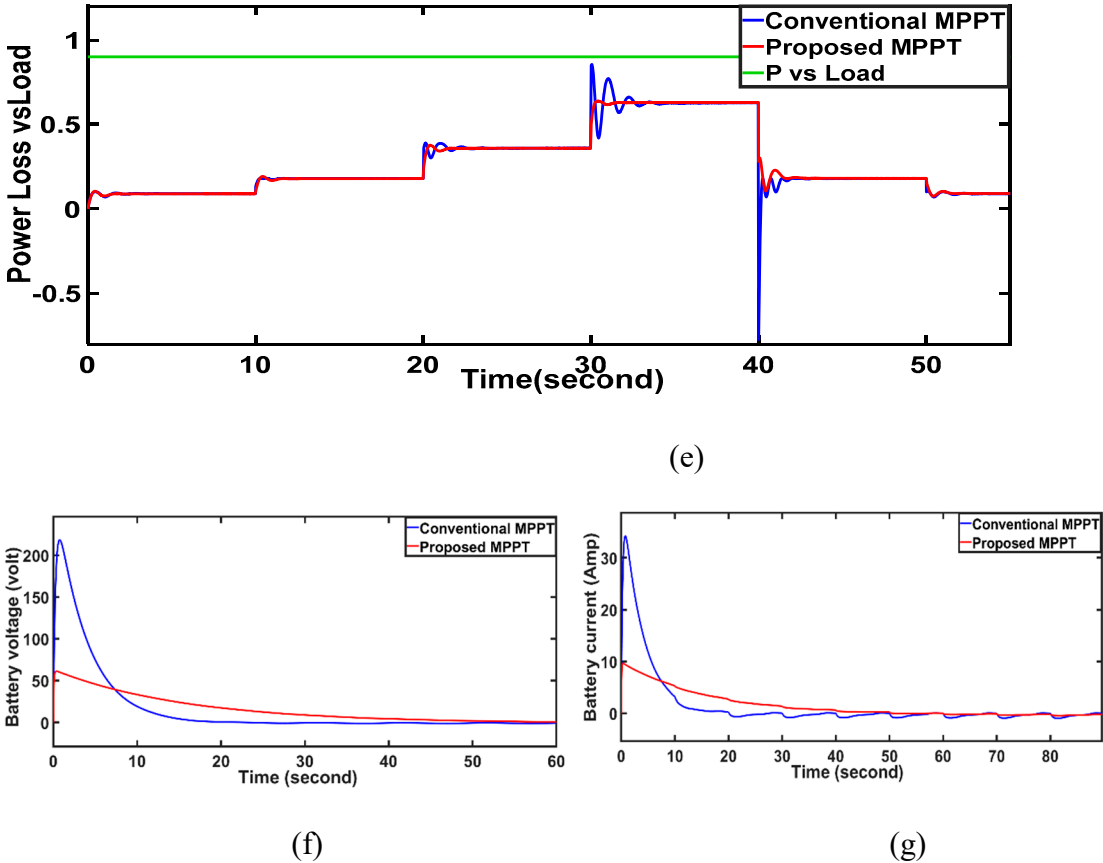 Power Loss vsLoad
1
0.5
0
-0.5
Conventional MPPT
Proposed MPPT
P vs Load
0 10 20 30 40 50
Time(second)
(e)
Battery voltage (volt)
200
150
100
50
0
Conventional MPPT
Proposed MPPT
0 10 20 30 40 50 60
Time (second)
(f)
Battery current (Amp)
30
20
10
0
Conventional MPPT
Proposed MPPT
0 10 20 30 40 50 60 70 80
Time (second)
(g)